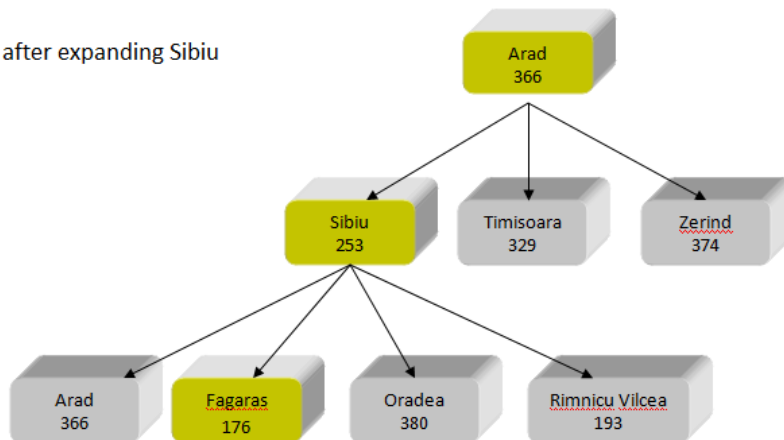 after expanding Sibiu
Arad
366
Sibiu
253
Timisoara
329
Zerind
374
Arad
366
Fagaras
176
Oradea
380
Rimnicu Vilcea
193